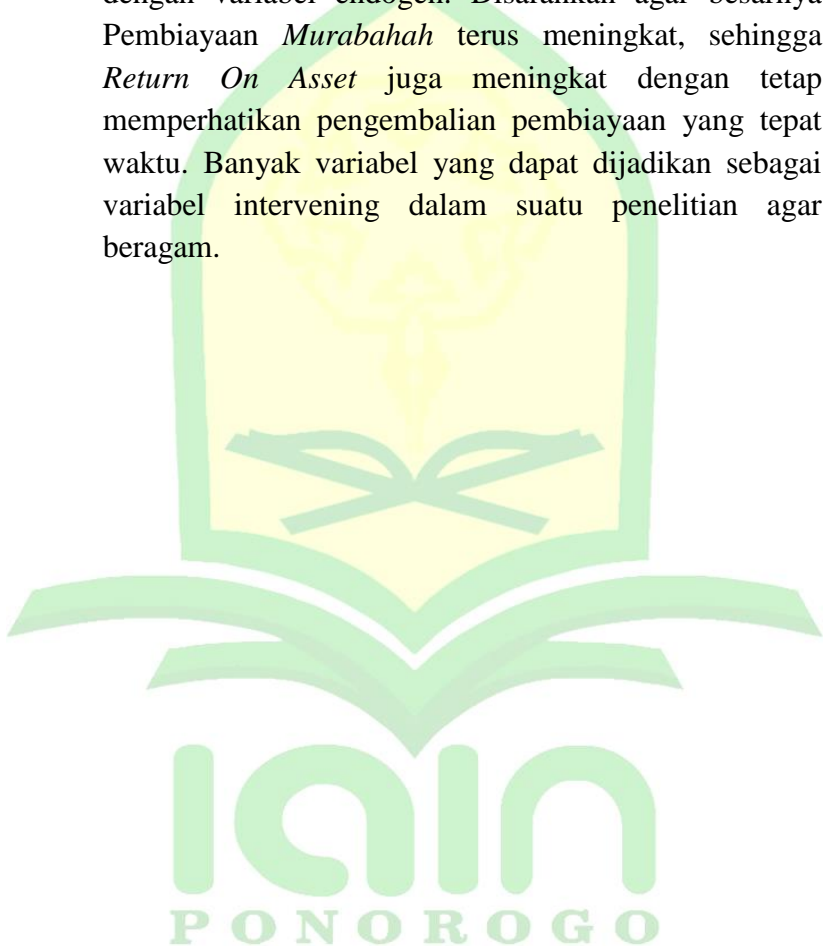 dengan variabel endogen. Disarankan agar besarnya
Pembiayaan Murabahah terus meningkat, sehingga
Return On Asset juga meningkat dengan tetap
memperhatikan pengembalian pembiayaan yang tepat
waktu. Banyak variabel yang dapat dijadikan sebagai
variabel intervening dalam suatu penelitian agar
beragam.
iain
PONOROGO